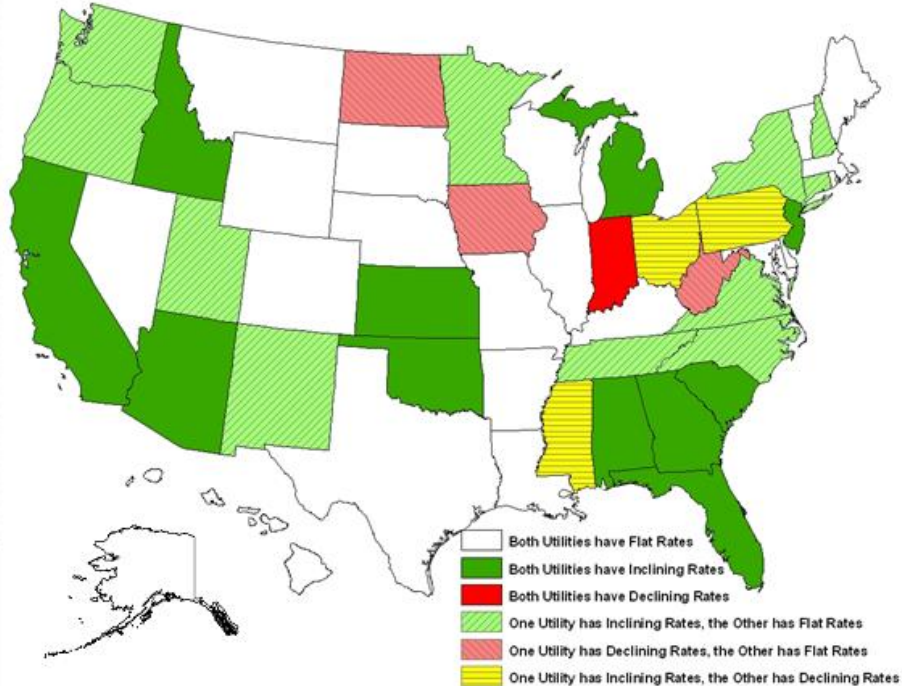 Both Utilities have Flat Rates
Both Utilities have Inclining Rates
Both Utilities have Declining Rates
One Utility has Inclining Rates, the Other has Flat Rates
One Utility has Declining Rates, the Other has Flat Rates
One Utility has Inclining Rates, the Other has Declining Rates